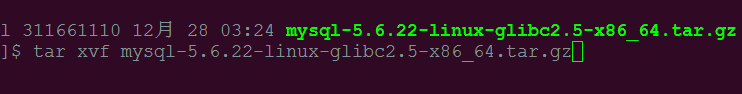 l 311661110 12月 28 03:24 mysql-5.6.22-linux-glibc2.5-x86_64.tar.gz
]$ tar xvf mysql-5.6.22-linux-glibc2.5-x86_64.tar.gz